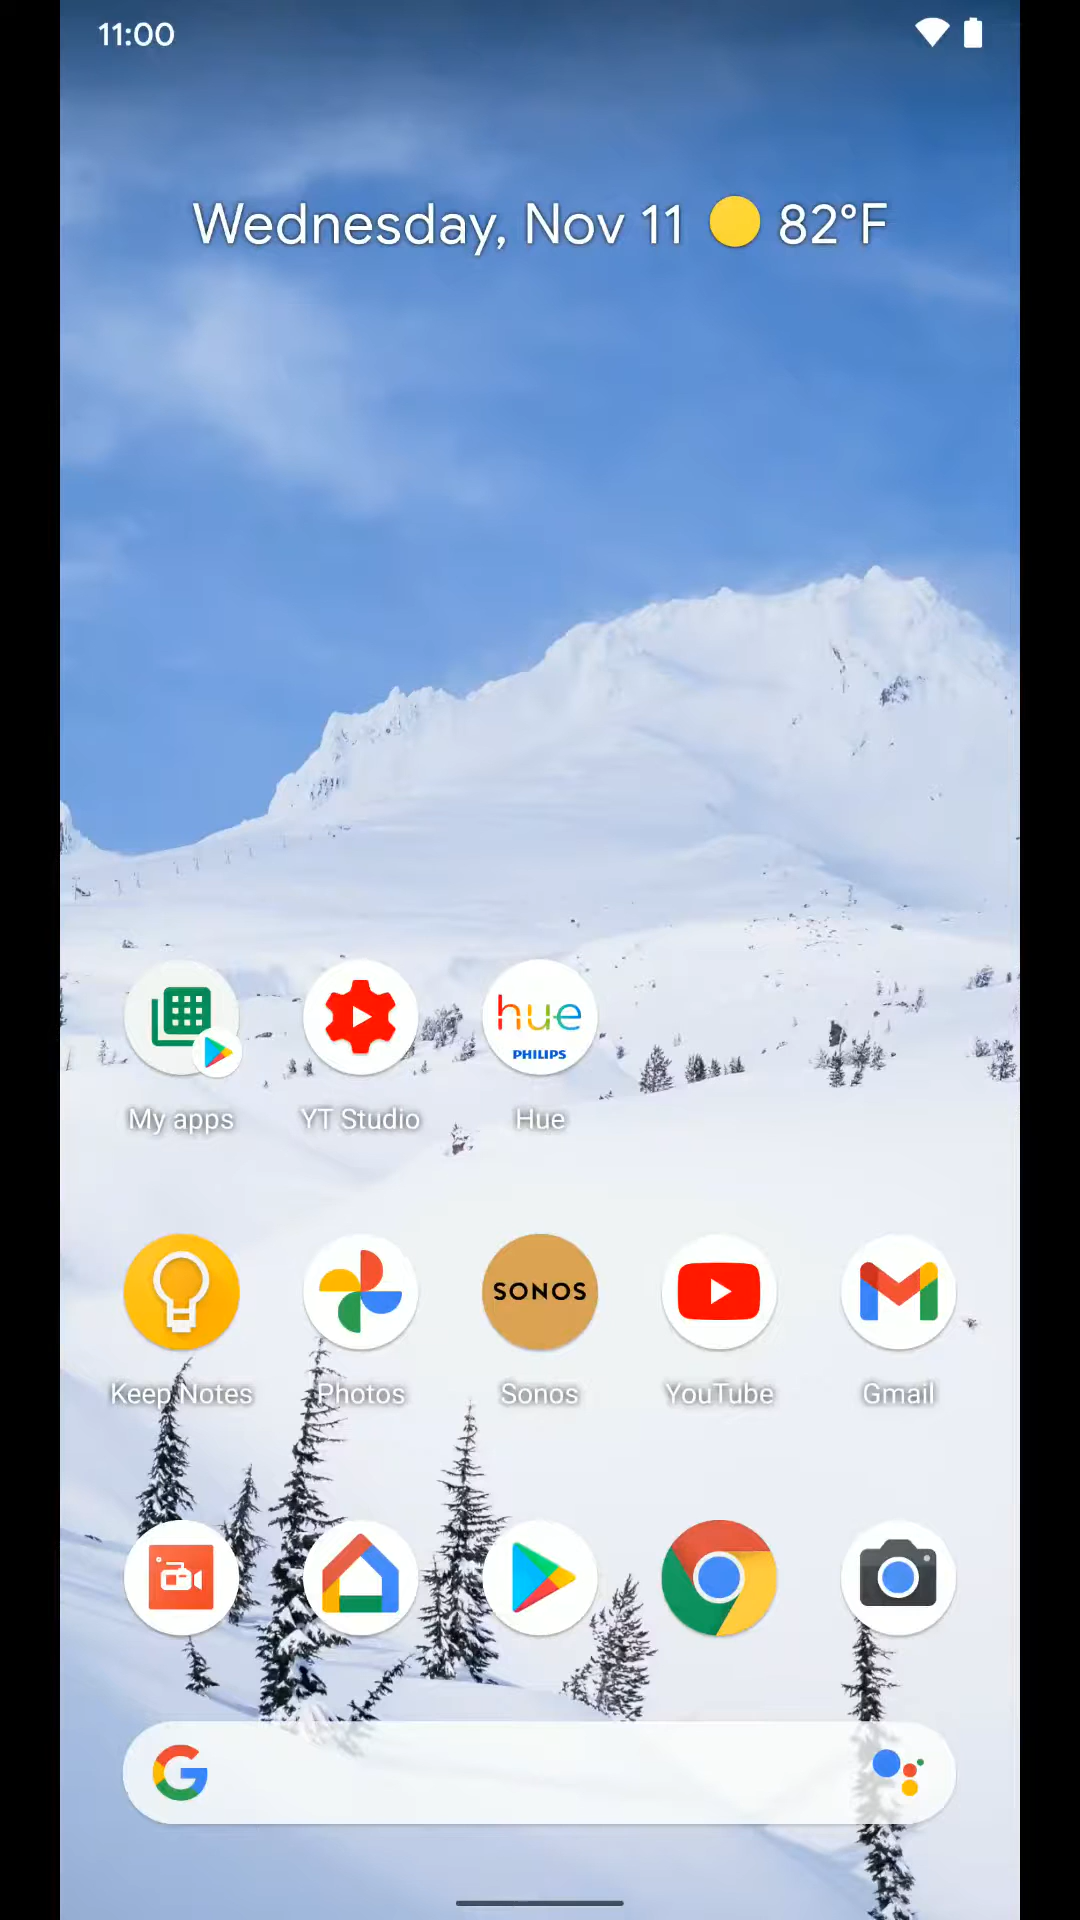 11:00
Wednesday, Nov 11 82°F
hue
PHILIPS
My apps YT Studio Hue
SONOS
Keep Notes Photos Sonos YouTube Gmail